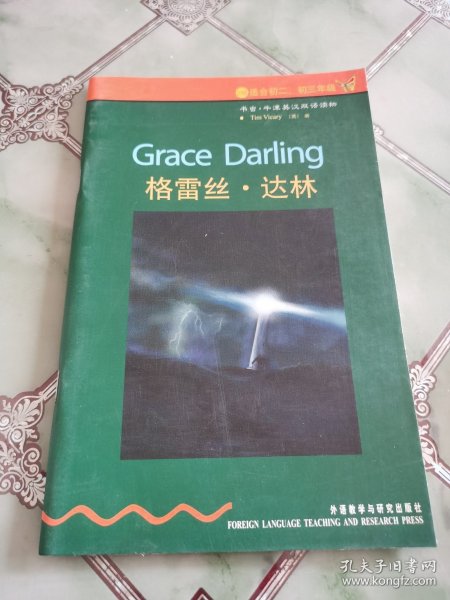 适合初二、初三年级
书虫·牛津英汉双语读物
Tim Vicary (英) 著
Grace Darling
格雷丝·达林
外语教学与研究出版社
FOREIGN LANGUAGE TEACHING AND RESEARCH PRESS
孔夫子旧书网
www.kongfz.com